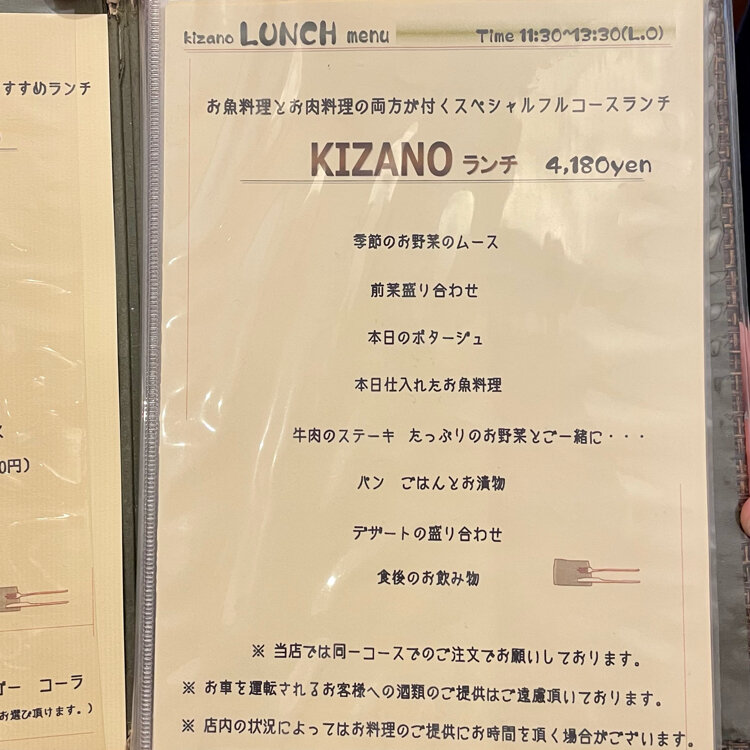 kizano LUNCH menu Time 11:30~13:30(L.O)
お魚料理とお肉料理の両方が付くスペシャルフルコースランチ
KIZANO ランチ 4,180yen
季節のお野菜のムース
前菜盛り合わせ
本日のポタージュ
本日仕入れたお魚料理
牛肉のステーキ たっぷりのお野菜とご一緒に・・・
パン ごはんとお漬物
デザートの盛り合わせ
食後のお飲み物
※ 当店では同一コースでのご注文でお願いしております。
※ お車を運転されるお客様への酒類のご提供はご遠慮頂いております。
※ 店内の状況によってはお料理のご提供にお時間を頂く場合がございます。
すすめランチ
0円)
コーラ
お選び頂けます。)